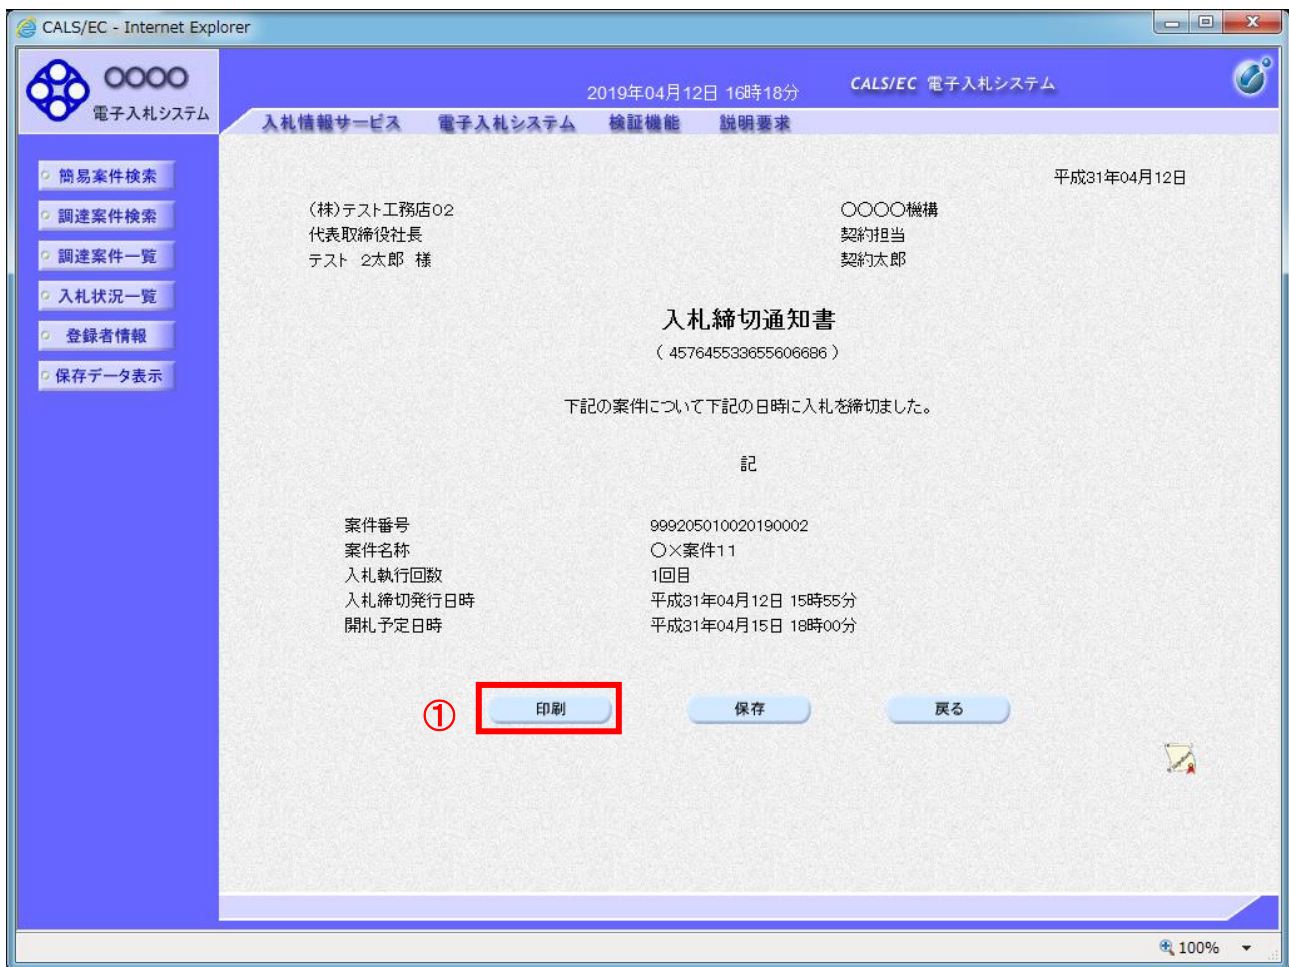 CALS/EC - Internet Explorer
〇〇〇〇
電子入札システム
2019年04月12日 16時18分
CALS/EC 電子入札システム
入札情報サービス 電子入札システム 検証機能 説明要求
簡易案件検索
調達案件検索
調達案件一覧
入札状況一覧
登録者情報
保存データ表示
平成31年04月12日
(株)テスト工務店02
代表取締役社長
テスト 2太郎 様
〇〇〇〇機構
契約担当
契約太郎
入札締切通知書
( 457645533655606686 )
下記の案件について下記の日時に入札を締切ました。
記
案件番号 999205010020190002
案件名称 〇×案件11
入札執行回数 1回目
入札締切発行日時 平成31年04月12日 15時55分
開札予定日時 平成31年04月15日 18時00分
① 印刷 保存 戻る
100%